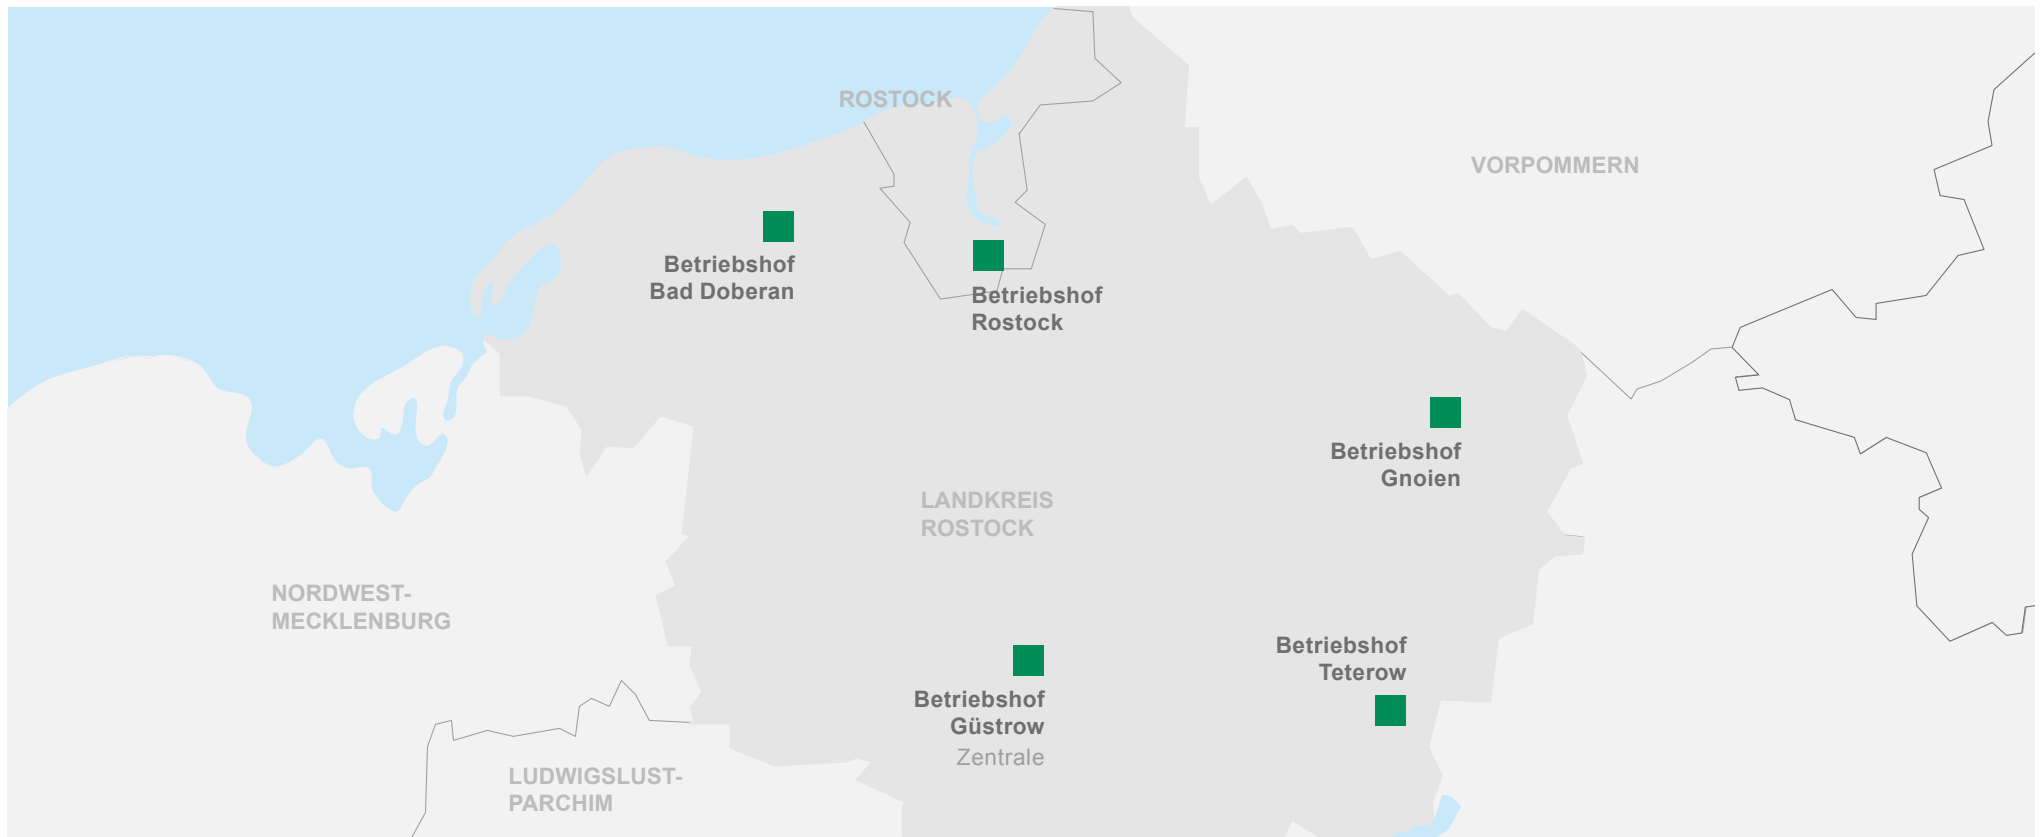 ROSTOCK
VORPOMMERN
Betriebshof
Bad Doberan
Betriebshof
Rostock
Betriebshof
Gnoien
LANDKREIS
ROSTOCK
NORDWEST-
MECKLENBURG
Betriebshof
Teterow
Betriebshof
Güstrow
Zentrale
LUDWIGSLUST-
PARCHIM